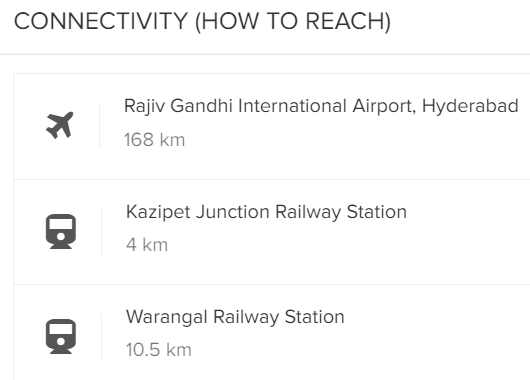 CONNECTIVITY (HOW TO REACH)
Rajiv Gandhi International Airport, Hyderabad
168 km
Kazipet Junction Railway Station
4 km
Warangal Railway Station
10.5 km